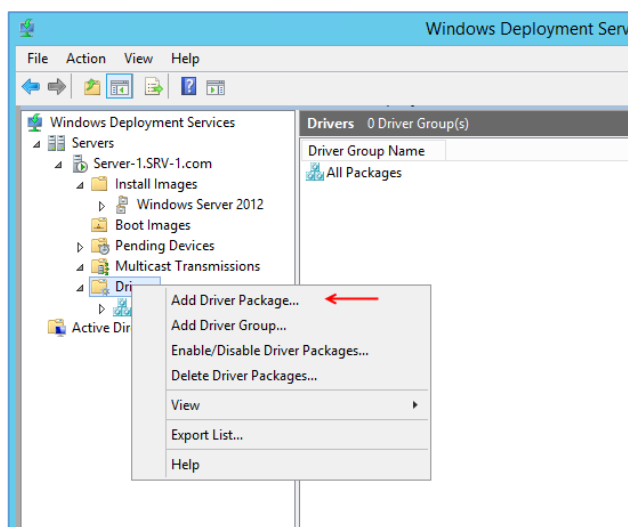 Windows Deployment Serv
File Action View Help
Windows Deployment Services
Servers
Server-1.SRV-1.com
Install Images
Windows Server 2012
Boot Images
Pending Devices
Multicast Transmissions
Dri
Active Dir
Drivers 0 Driver Group(s)
Driver Group Name
All Packages
Add Driver Package...
Add Driver Group...
Enable/Disable Driver Packages...
Delete Driver Packages...
View
Export List...
Help